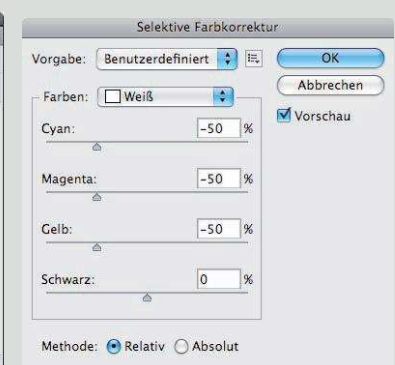 Selektive Farbkorrektur
Vorgabe: Benutzerdefiniert OK
Abbrechen
Farben: Weiß
Vorschau
Cyan: -50 %
Magenta: -50 %
Gelb: -50 %
Schwarz: 0 %
Methode: Relativ Absolut